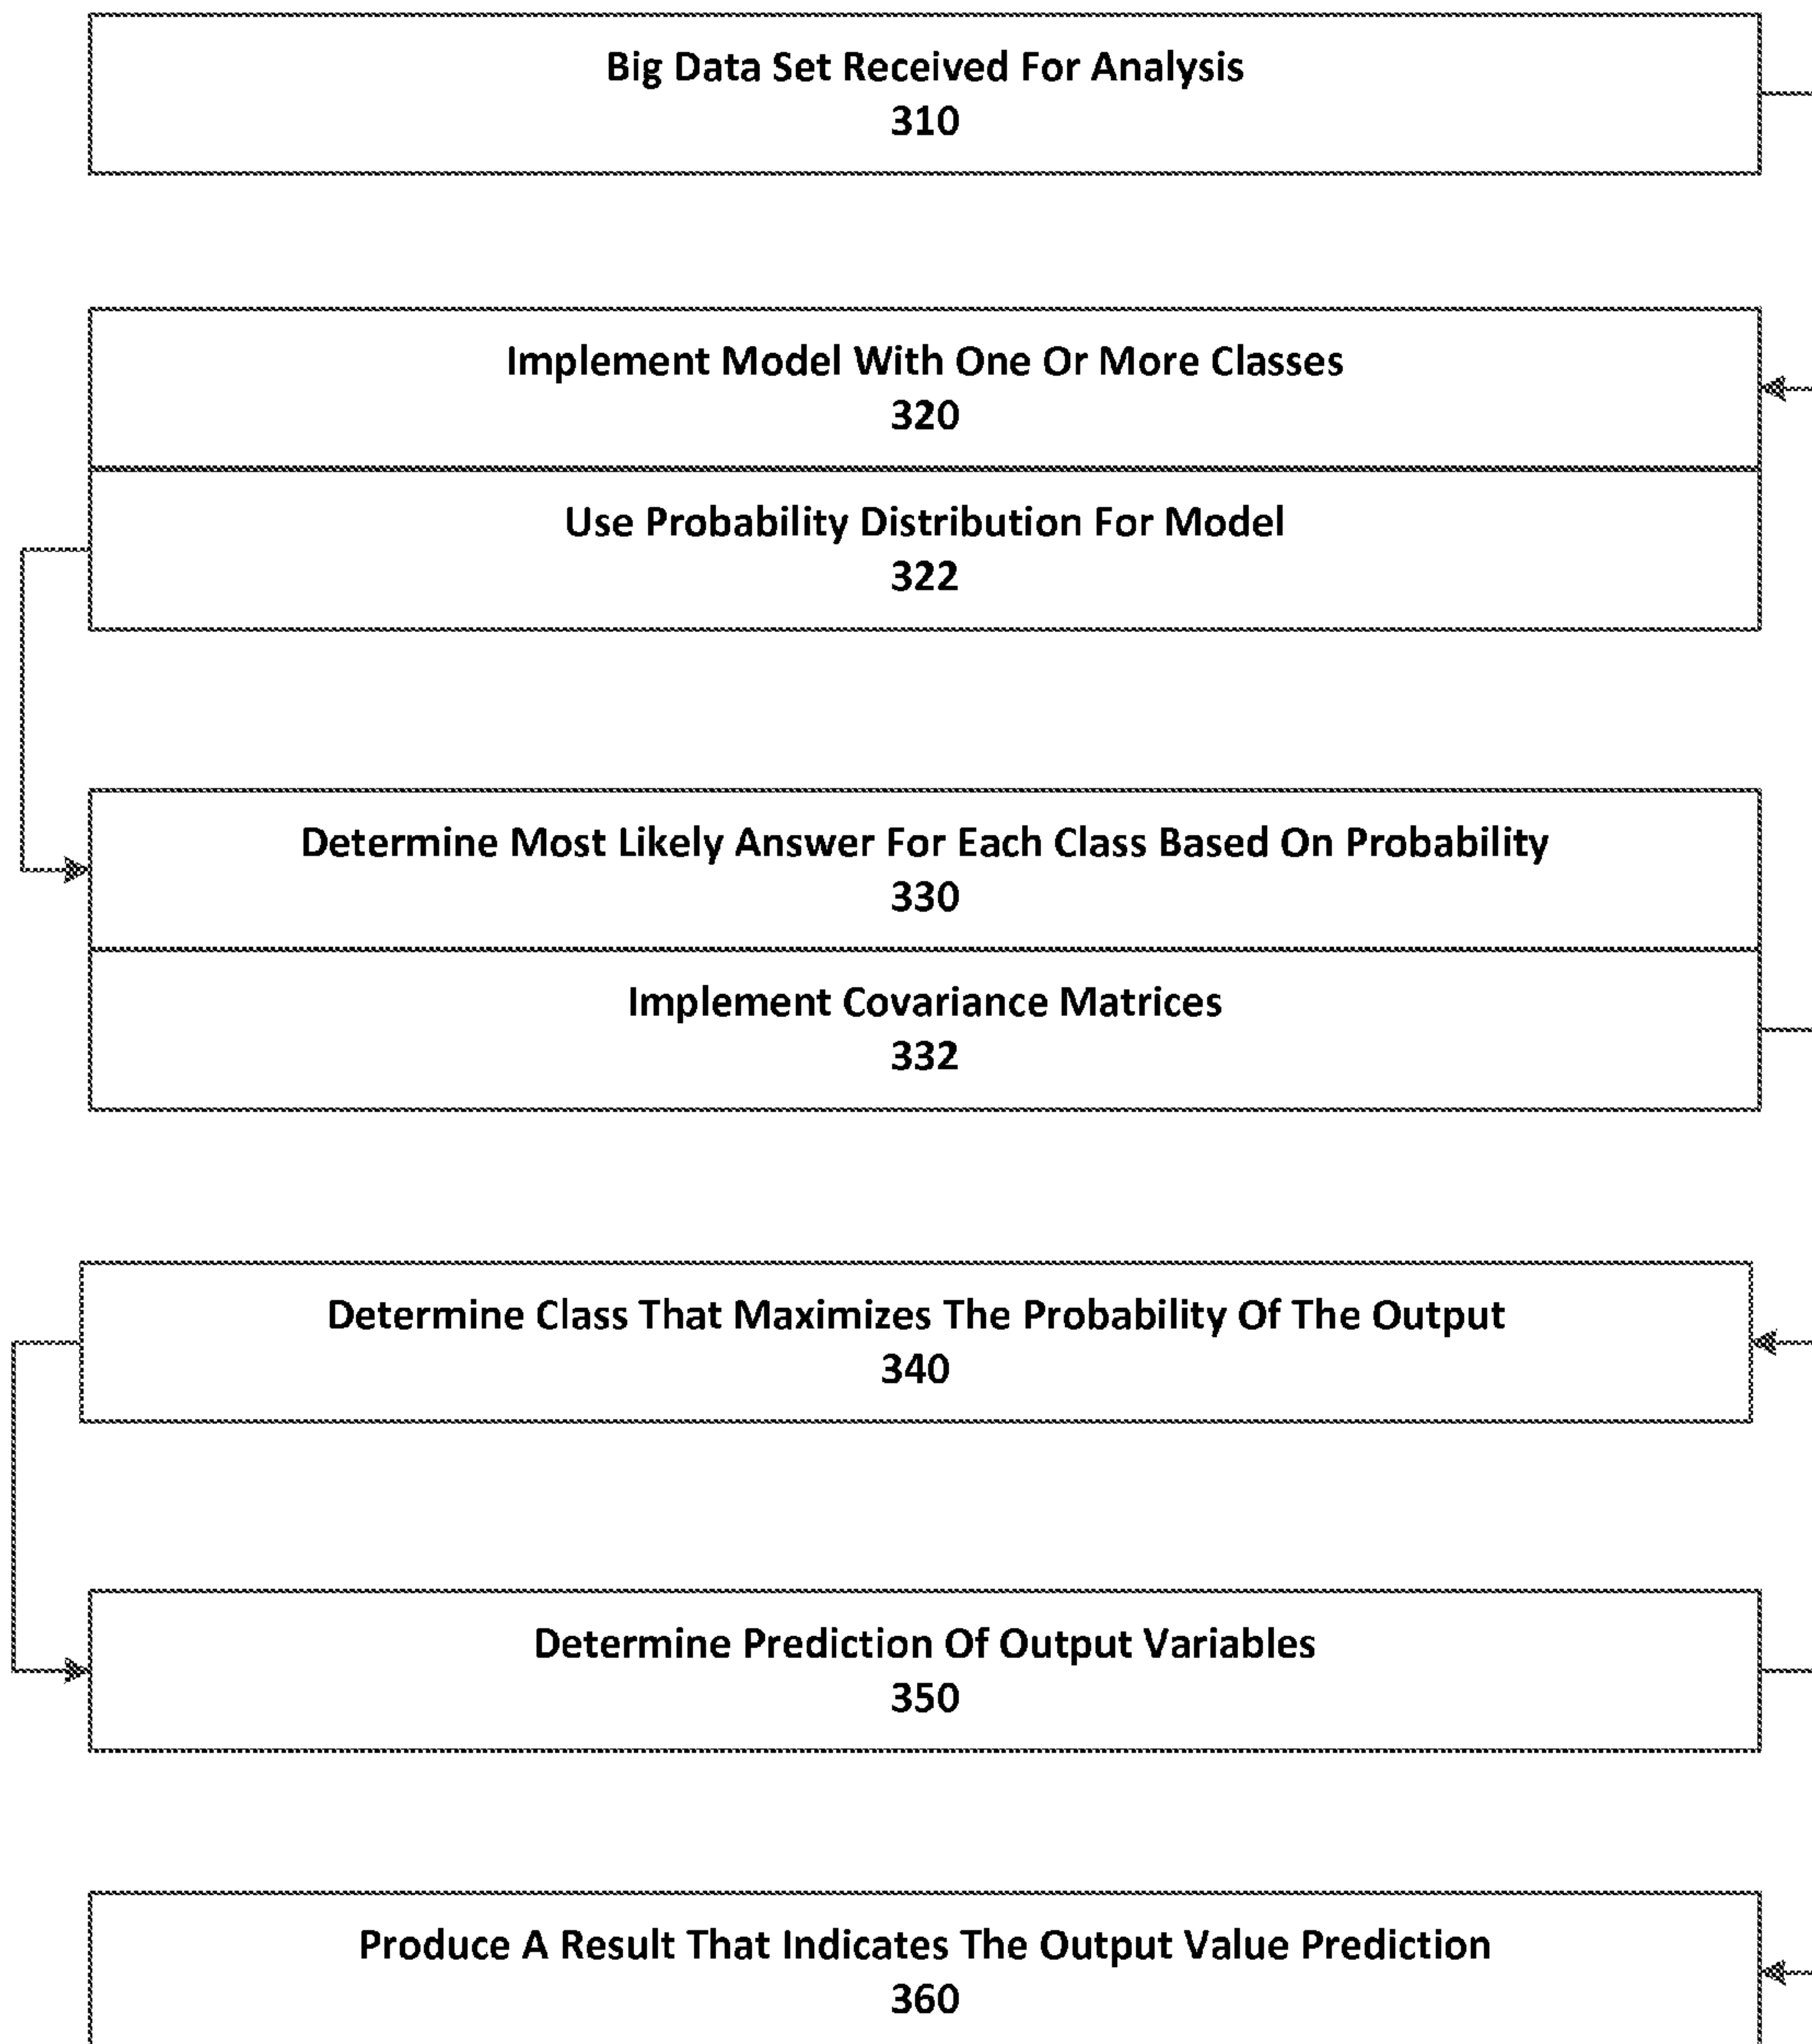 Big Data Set Received For Analysis
310
Implement Model With One Or More Classes
320
Use Probability Distribution For Model
322
Determine Most Likely Answer For Each Class Based On Probability
330
Implement Covariance Matrices
332
Determine Class That Maximizes The Probability Of The Output
340
Determine Prediction Of Output Variables
350
Produce A Result That Indicates The Output Value Prediction
360